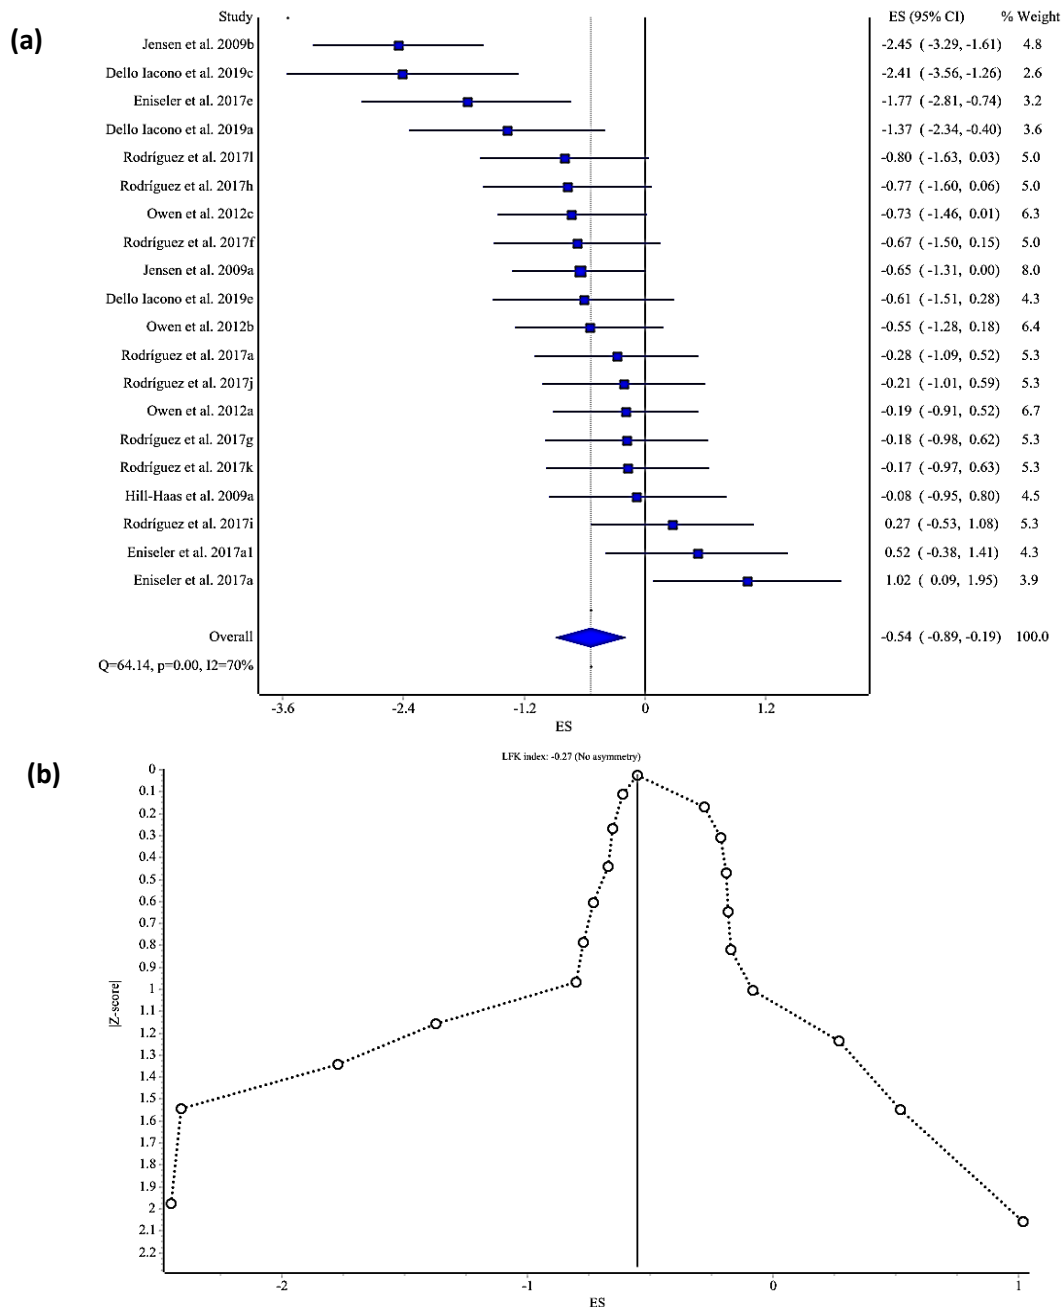 (a)
Study ES (95% CI) % Weight
Jensen et al. 2009b -2.45 ( -3.29, -1.61) 4.8
Dello Iacono et al. 2019c -2.41 ( -3.56, -1.26) 2.6
Eniseler et al. 2017e -1.77 ( -2.81, -0.74) 3.2
Dello Iacono et al. 2019a -1.37 ( -2.34, -0.40) 3.6
Rodríguez et al. 2017l -0.80 ( -1.63, 0.03) 5.0
Rodríguez et al. 2017h -0.77 ( -1.60, 0.06) 5.0
Owen et al. 2012c -0.73 ( -1.46, 0.01) 6.3
Rodríguez et al. 2017f -0.67 ( -1.50, 0.15) 5.0
Jensen et al. 2009a -0.65 ( -1.31, 0.00) 8.0
Dello Iacono et al. 2019e -0.61 ( -1.51, 0.28) 4.3
Owen et al. 2012b -0.55 ( -1.28, 0.18) 6.4
Rodríguez et al. 2017a -0.28 ( -1.09, 0.52) 5.3
Rodríguez et al. 2017j -0.21 ( -1.01, 0.59) 5.3
Owen et al. 2012a -0.19 ( -0.91, 0.52) 6.7
Rodríguez et al. 2017g -0.18 ( -0.98, 0.62) 5.3
Rodríguez et al. 2017k -0.17 ( -0.97, 0.63) 5.3
Hill-Haas et al. 2009a -0.08 ( -0.95, 0.80) 4.5
Rodríguez et al. 2017i 0.27 ( -0.53, 1.08) 5.3
Eniseler et al. 2017a1 0.52 ( -0.38, 1.41) 4.3
Eniseler et al. 2017a 1.02 ( 0.09, 1.95) 3.9
Overall -0.54 ( -0.89, -0.19) 100.0
Q=64.14, p=0.00, I2=70%
-3.6 -2.4 -1.2 0 1.2
ES
(b)
LFK index: -0.27 (No asymmetry)
0
0.1
0.2
0.3
0.4
0.5
0.6
0.7
0.8
0.9
1
1.1
1.2
1.3
1.4
1.5
1.6
1.7
1.8
1.9
2
2.1
2.2
|Z-score|
-2 -1 0 1
ES